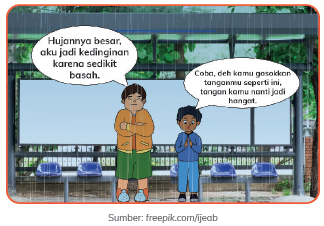 Hujannya besar,
aku jadi kedinginan
karena sedikit
basah.
Coba, deh kamu gosokkan
tanganmu seperti ini,
tangan kamu nanti jadi
hangat.
Sumber: freepik.com/ijeab